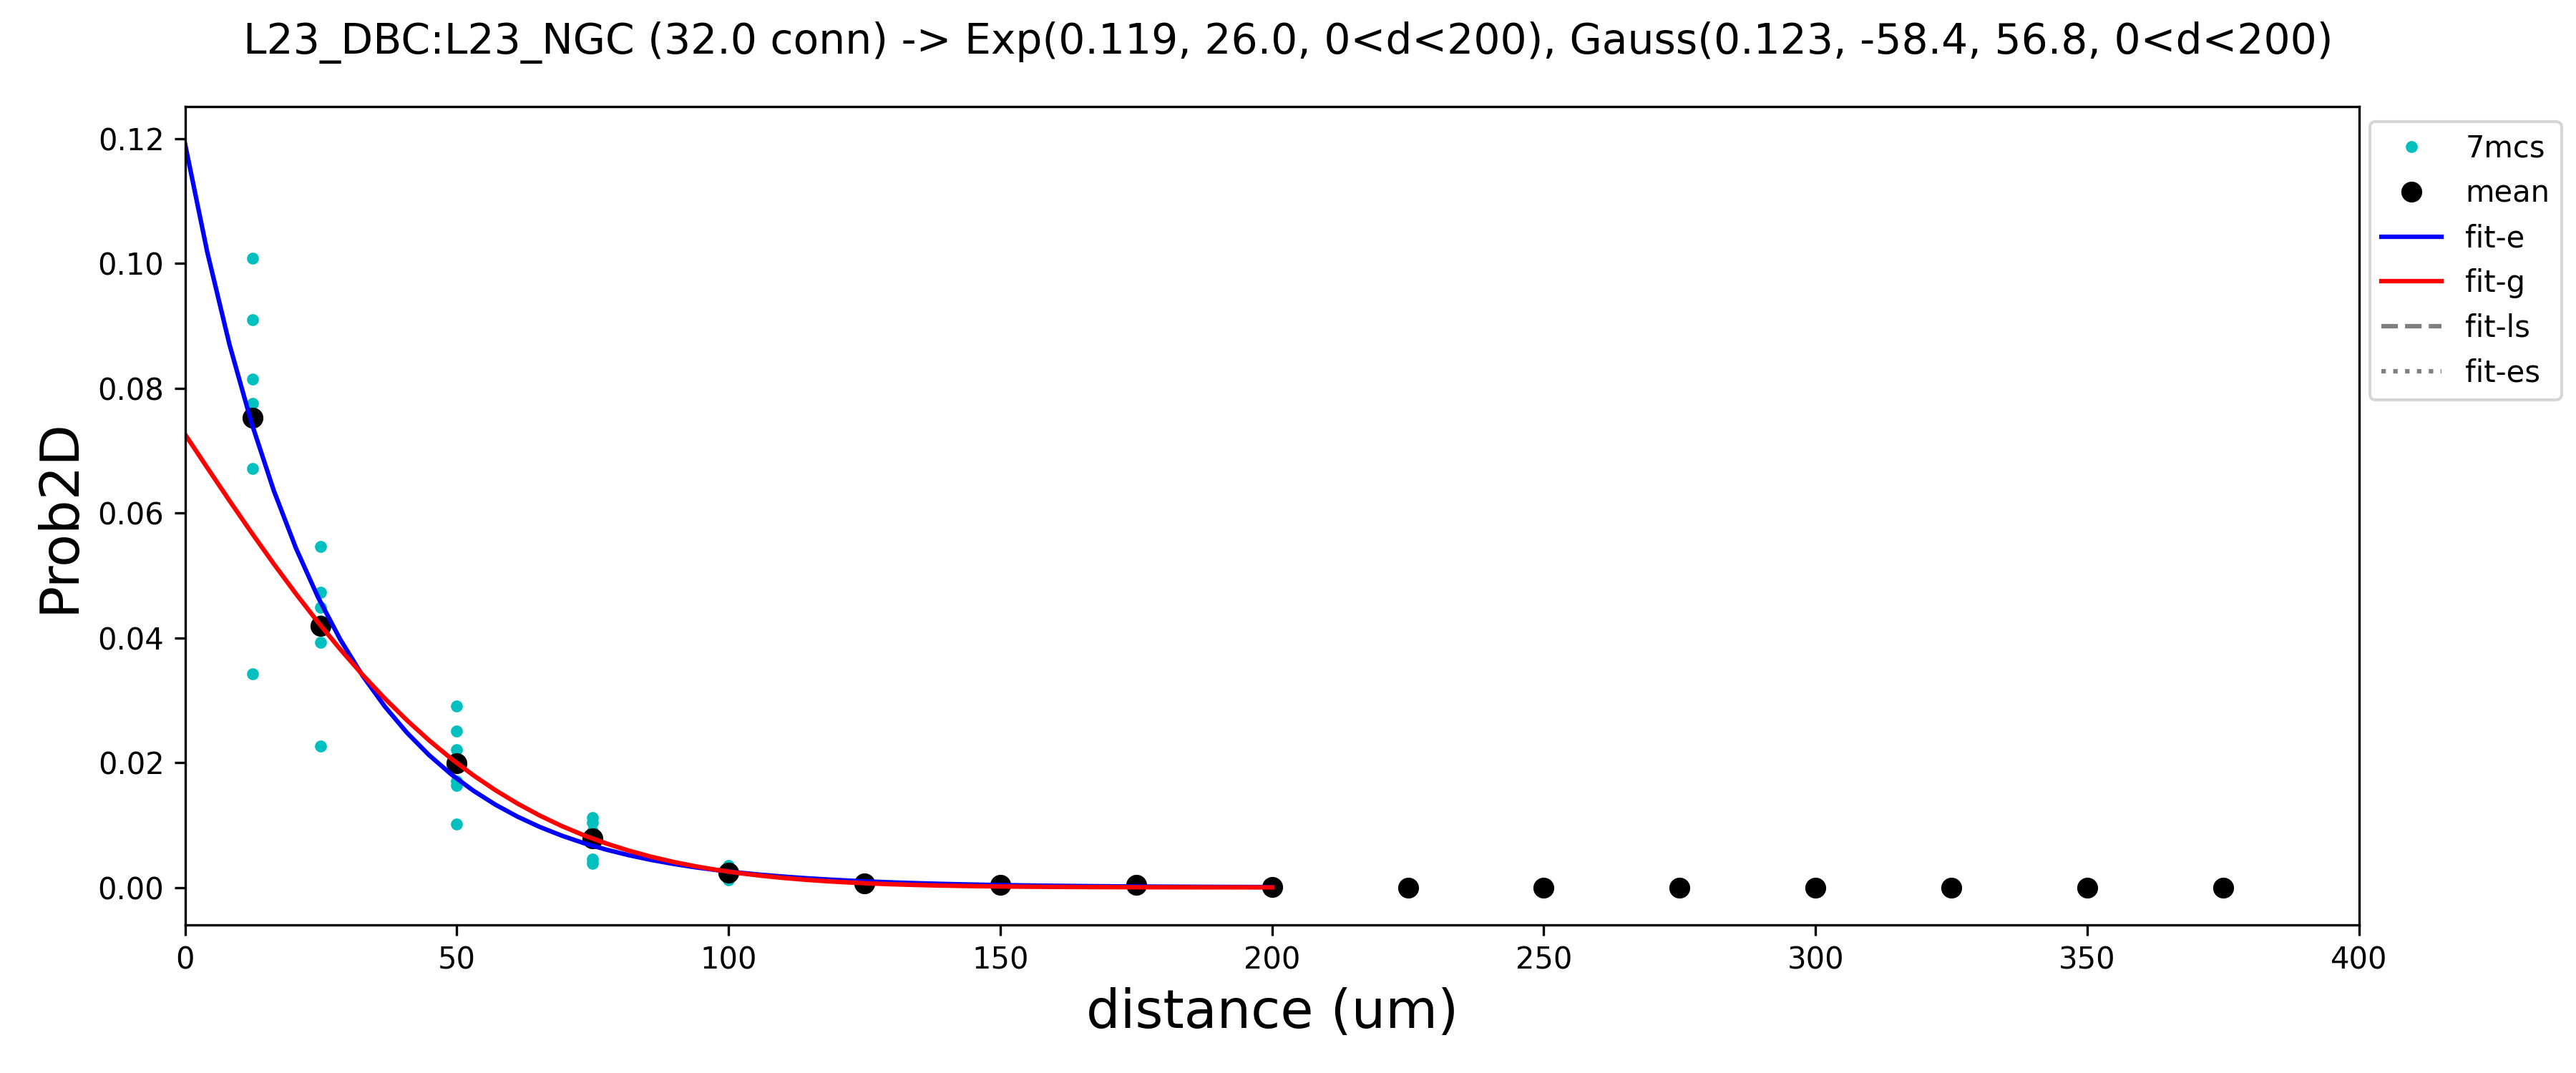 L23_DBC:L23_NGC (32.0 conn) -> Exp(0.119, 26.0, 0<d<200), Gauss(0.123, -58.4, 56.8, 0<d<200)
0.12
0.10
0.08
0.06
0.04
0.02
0.00
Prob2D
0 50 100 150 200 250 300 350 400
distance (um)
7mcs
mean
fit-e
fit-g
fit-ls
fit-es